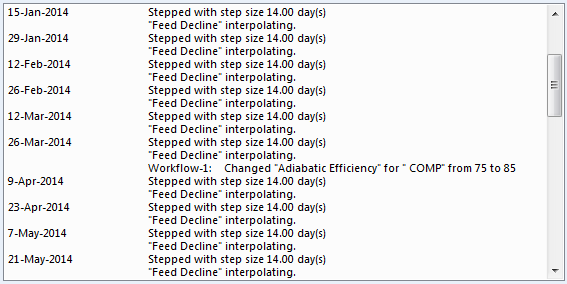 15-Jan-2014 Stepped with step size 14.00 day(s)
"Feed Decline" interpolating.
29-Jan-2014 Stepped with step size 14.00 day(s)
"Feed Decline" interpolating.
12-Feb-2014 Stepped with step size 14.00 day(s)
"Feed Decline" interpolating.
26-Feb-2014 Stepped with step size 14.00 day(s)
"Feed Decline" interpolating.
12-Mar-2014 Stepped with step size 14.00 day(s)
"Feed Decline" interpolating.
26-Mar-2014 Stepped with step size 14.00 day(s)
"Feed Decline" interpolating.
Workflow-1: Changed "Adiabatic Efficiency" for " COMP" from 75 to 85
9-Apr-2014 Stepped with step size 14.00 day(s)
"Feed Decline" interpolating.
23-Apr-2014 Stepped with step size 14.00 day(s)
"Feed Decline" interpolating.
7-May-2014 Stepped with step size 14.00 day(s)
"Feed Decline" interpolating.
21-May-2014 Stepped with step size 14.00 day(s)
"Feed Decline" interpolating.